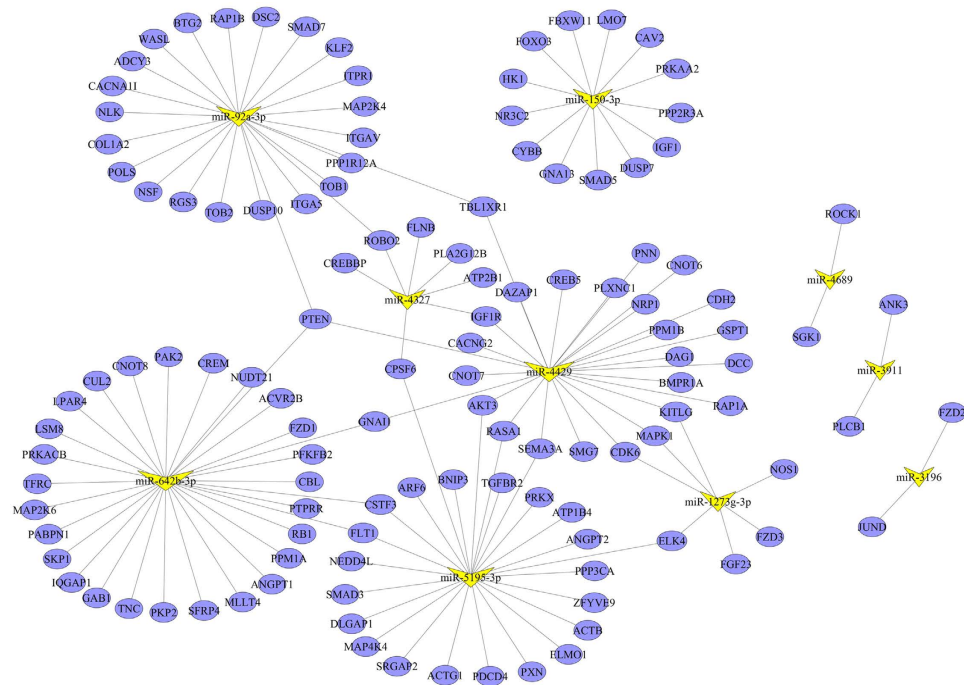 RAP1B
DSC2
BTG2
SMAD7
WASL
KLF2
ADCY3
ITPR1
CACNA1I
MAP2K4
NLK
miR-92a-3p
ITGAV
COL1A2
PPP1R12A
POLS
TOB1
NSF
ITGA5
RGS3
DUSP10
TOB2
FBXW11
LMO7
FOXO3
CAV2
HK1
PRKAA2
miR-150-3p
NR3C2
PPP2R3A
CYBB
IGF1
GNA13
DUSP7
SMAD5
TBL1XR1
ROBO2
FLNB
CREBBP
PLA2G12B
ATP2B1
miR-4327
DAZAP1
IGF1R
PTEN
CACNG2
CPSF6
CNOT7
CREB5
PNN
CNOT6
PLXNC1
NRP1
CDH2
PPM1B
GSPT1
DAG1
DCC
miR-4429
BMPR1A
RAP1A
KITLG
AKT3
RASA1
MAPK1
SEMA3A
SMG7
CDK6
GNAI1
ROCK1
miR-4689
SGK1
ANK3
miR-3911
PLCB1
FZD2
miR-3196
JUND
PAK2
CREM
CNOT8
NUDT21
CUL2
ACVR2B
LPAR4
FZD1
LSM8
PFKFB2
PRKACB
CBL
TFRC
miR-642b-3p
PTPRR
MAP2K6
CSTF3
PABPN1
FLT1
RB1
SKP1
PPM1A
IQGAP1
ANGPT1
GAB1
MLLT4
TNC
SFRP4
PKP2
ARF6
BNIP3
TGFBR2
PRKX
ATP1B4
ANGPT2
NEDD4L
PPP3CA
miR-5195-3p
SMAD3
ZFYVE9
DLGAP1
ACTB
MAP4K4
ELMO1
SRGAP2
PXN
ACTG1
PDCD4
NOS1
miR-1273g-3p
ELK4
FZD3
FGF23